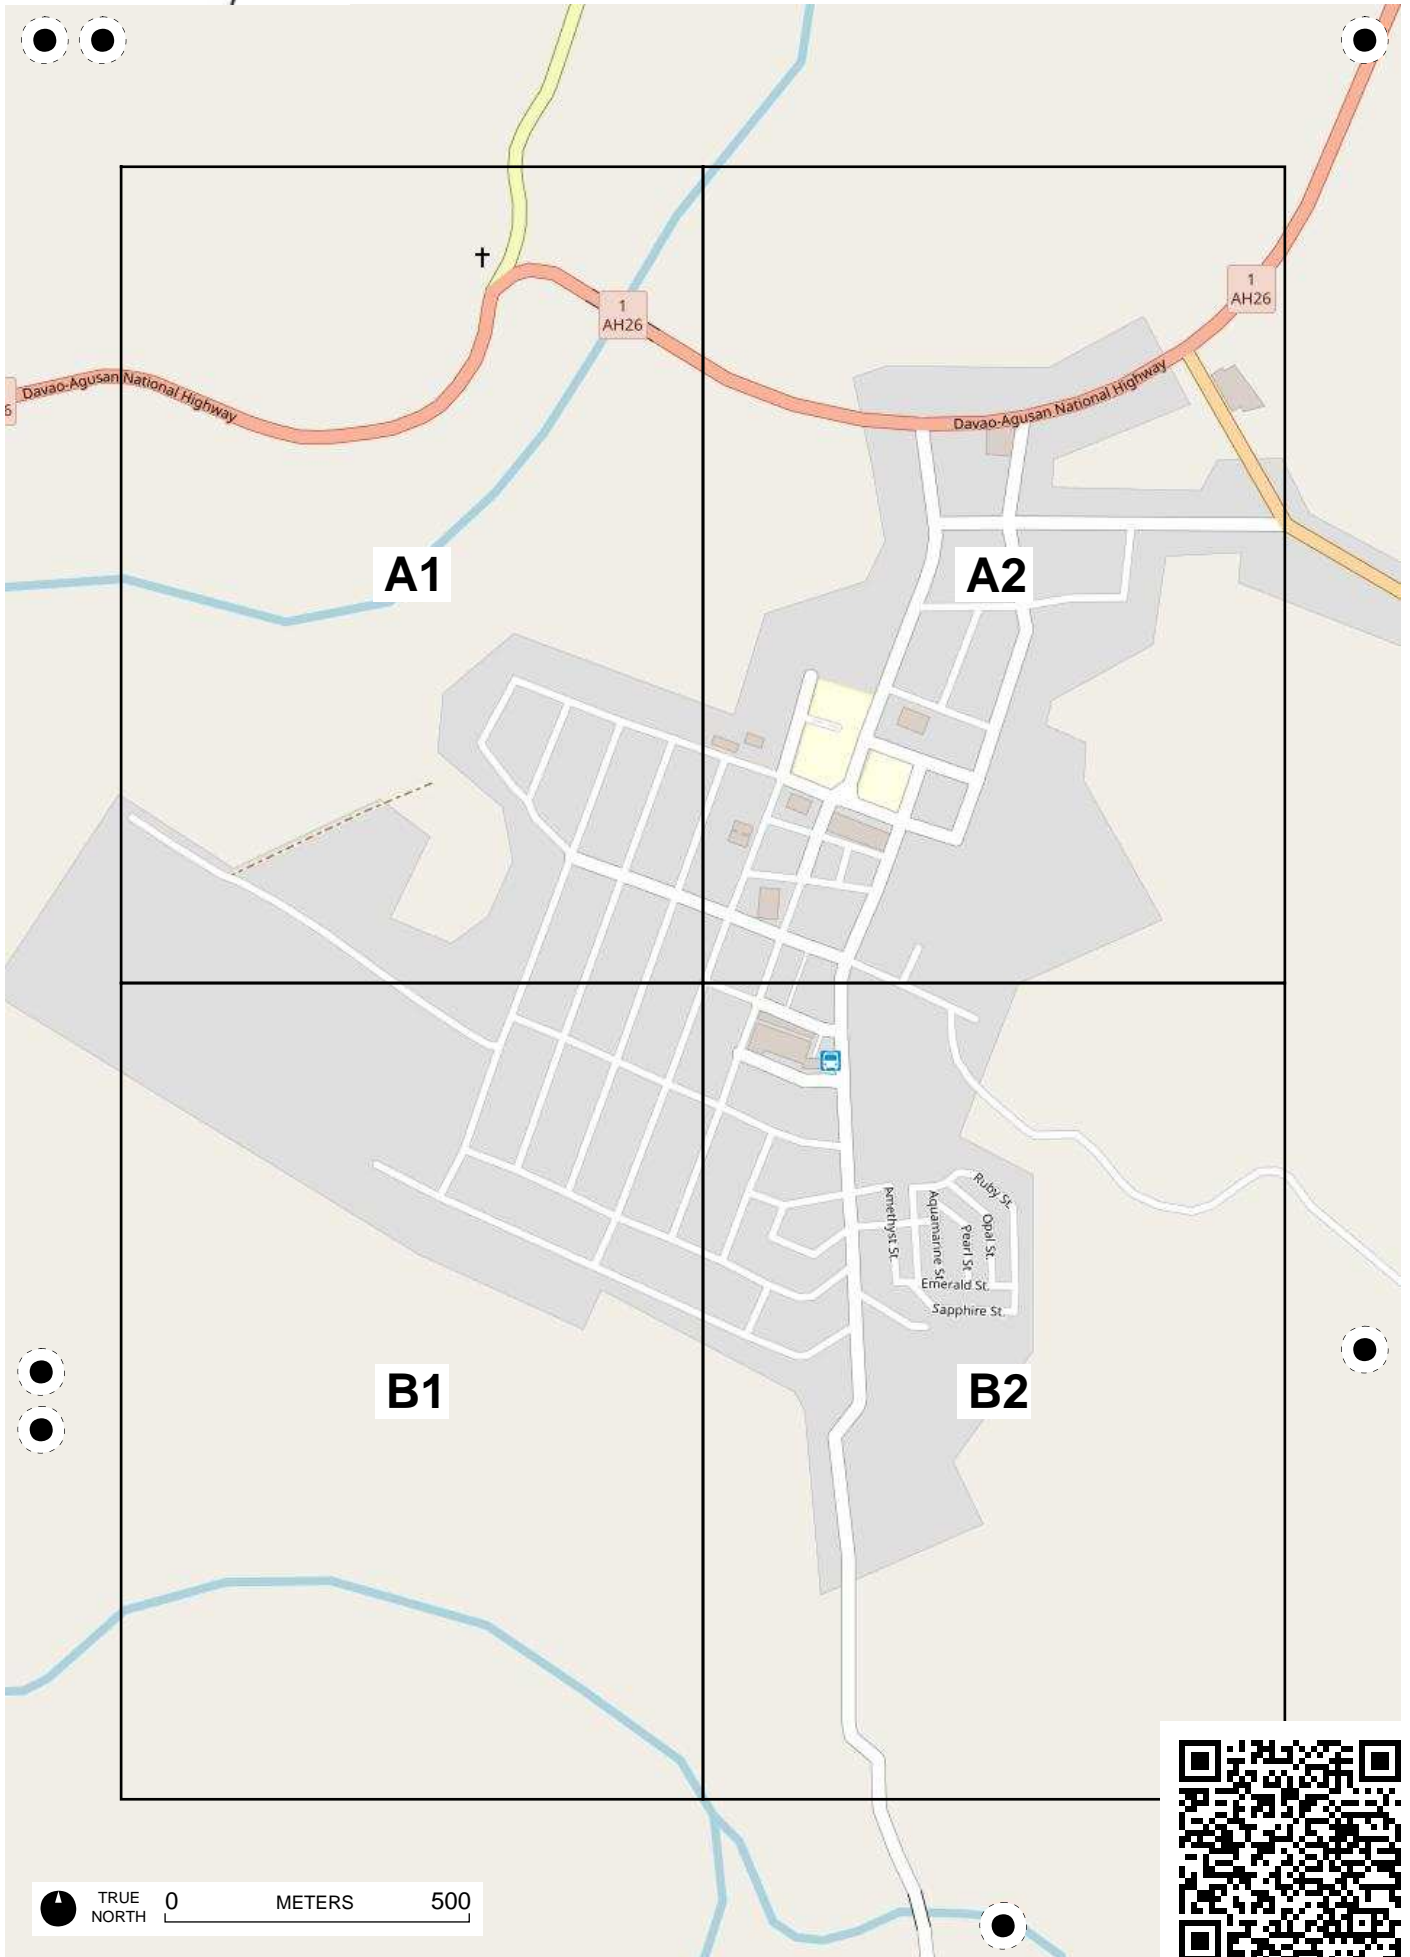 1
AH26
1
AH26
Davao-Agusan National Highway
6
Davao-Agusan National Highway
A1
A2
Ruby St.
Amethyst St.
Aquamarine St.
Opal St.
Pearl St
Emerald St.
Sapphire St.
B1
B2
TRUE
NORTH
0 METERS 500